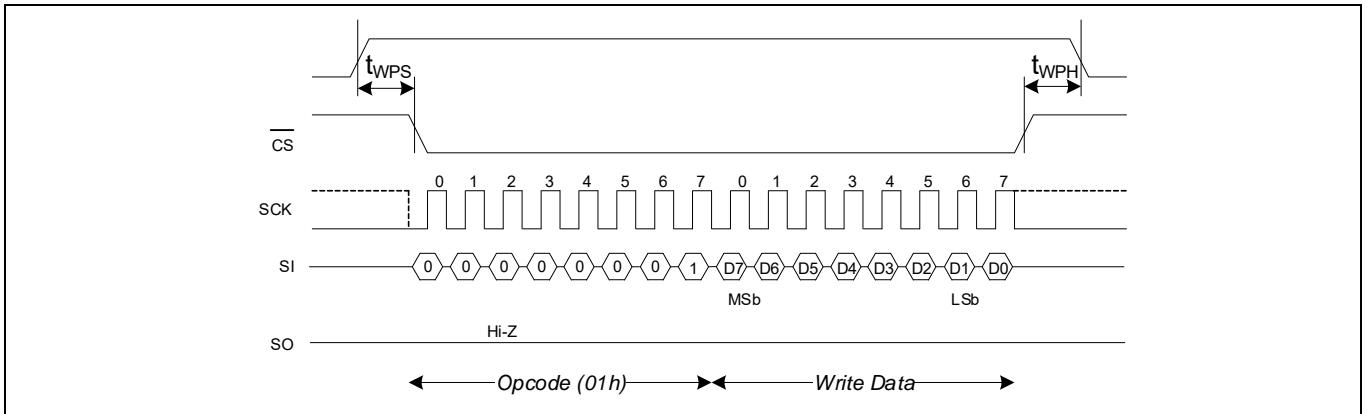 tWPS tWPH
CS
0 1 2 3 4 5 6 7 0 1 2 3 4 5 6 7
SCK
SI 0 0 0 0 0 0 0 1 D7 D6 D5 D4 D3 D2 D1 D0
MSb LSb
Hi-Z
SO
Opcode (01h) Write Data